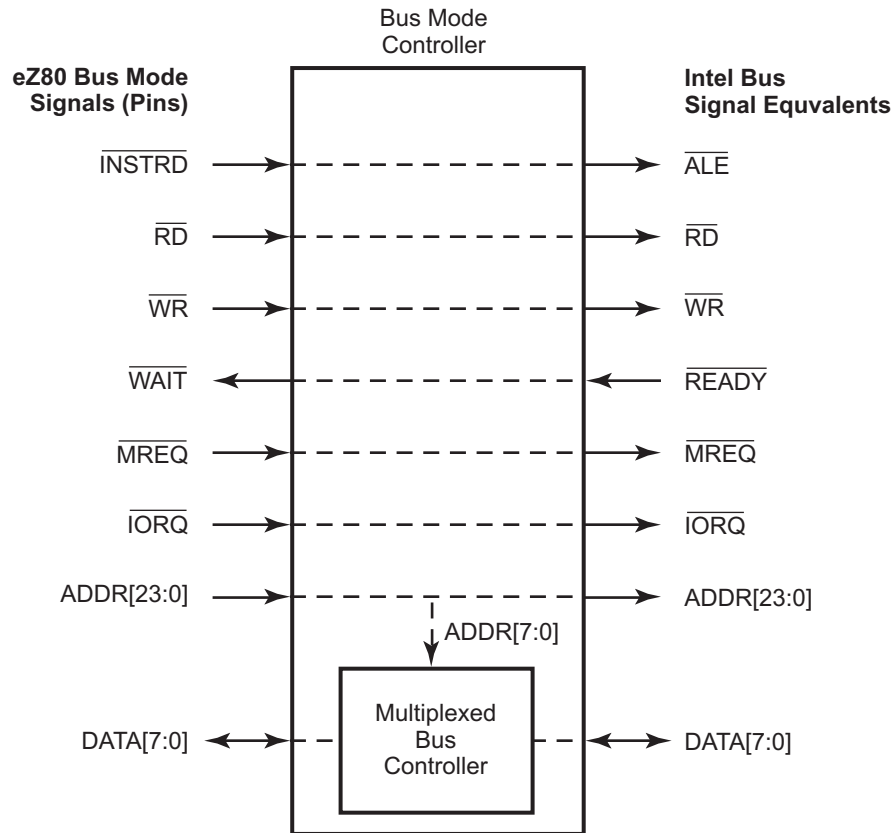 Bus Mode
Controller
eZ80 Bus Mode
Signals (Pins)
Intel Bus
Signal Equvalents
INSTRD
ALE
RD
RD
WR
WR
WAIT
READY
MREQ
MREQ
IORQ
IORQ
ADDR[23:0]
ADDR[23:0]
ADDR[7:0]
Multiplexed
Bus
Controller
DATA[7:0]
DATA[7:0]